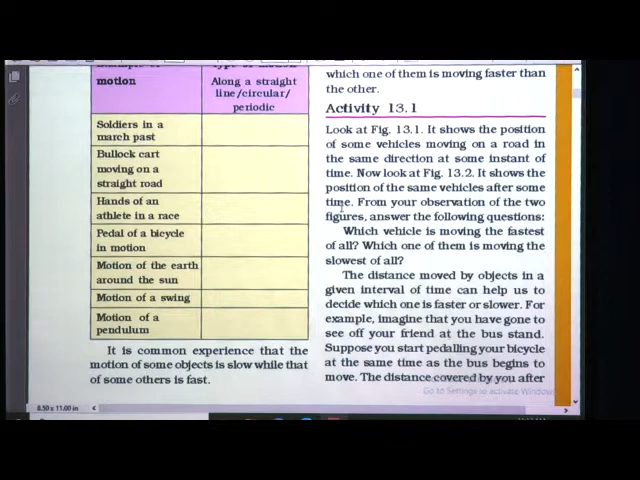 motion
Along a straight
line/circular/
periodic
Soldiers in a
march past
Bullock cart
moving on a
straight road
Hands of an
athlete in a race
Pedal of a bicycle
in motion
Motion of the earth
around the sun
Motion of a swing
Motion of a
pendulum
It is common experience that the
motion of some objects is slow while that
of some others is fast.
which one of them is moving faster than
the other.
Activity 13.1
Look at Fig. 13.1. It shows the position
of some vehicles moving on a road in
the same direction at some instant of
time. Now look at Fig. 13.2. It shows the
position of the same vehicles after some
time. From your observation of the two
figures, answer the following questions:
Which vehicle is moving the fastest
of all? Which one of them is moving the
slowest of all?
The distance moved by objects in a
given interval of time can help us to
decide which one is faster or slower. For
example, imagine that you have gone to
see off your friend at the bus stand.
Suppose you start pedalling your bicycle
at the same time as the bus begins to
move. The distance covered by you after
Go to Settings to activate Windows
8.50 x 11.00 in